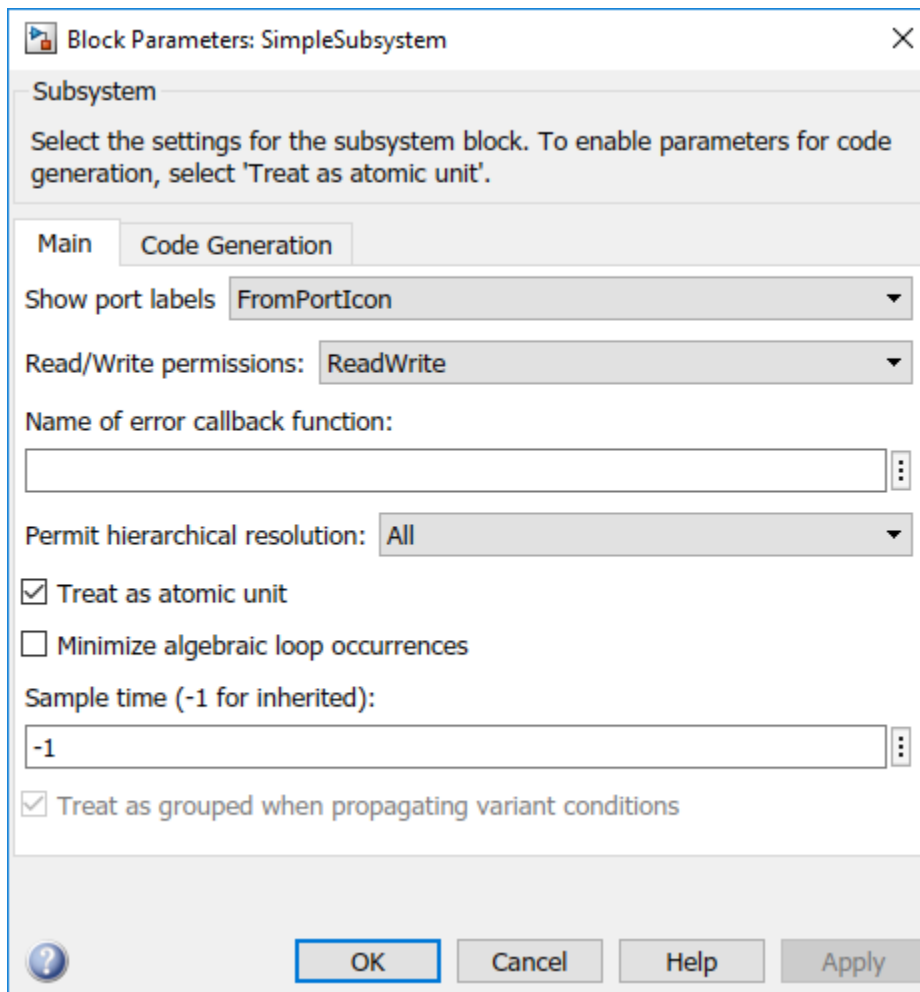 Block Parameters: SimpleSubsystem
Subsystem
Select the settings for the subsystem block. To enable parameters for code
generation, select 'Treat as atomic unit'.
Main Code Generation
Show port labels FromPortIcon
Read/Write permissions: ReadWrite
Name of error callback function:
Permit hierarchical resolution: All
Treat as atomic unit
Minimize algebraic loop occurrences
Sample time (-1 for inherited):
-1
Treat as grouped when propagating variant conditions
? OK Cancel Help Apply